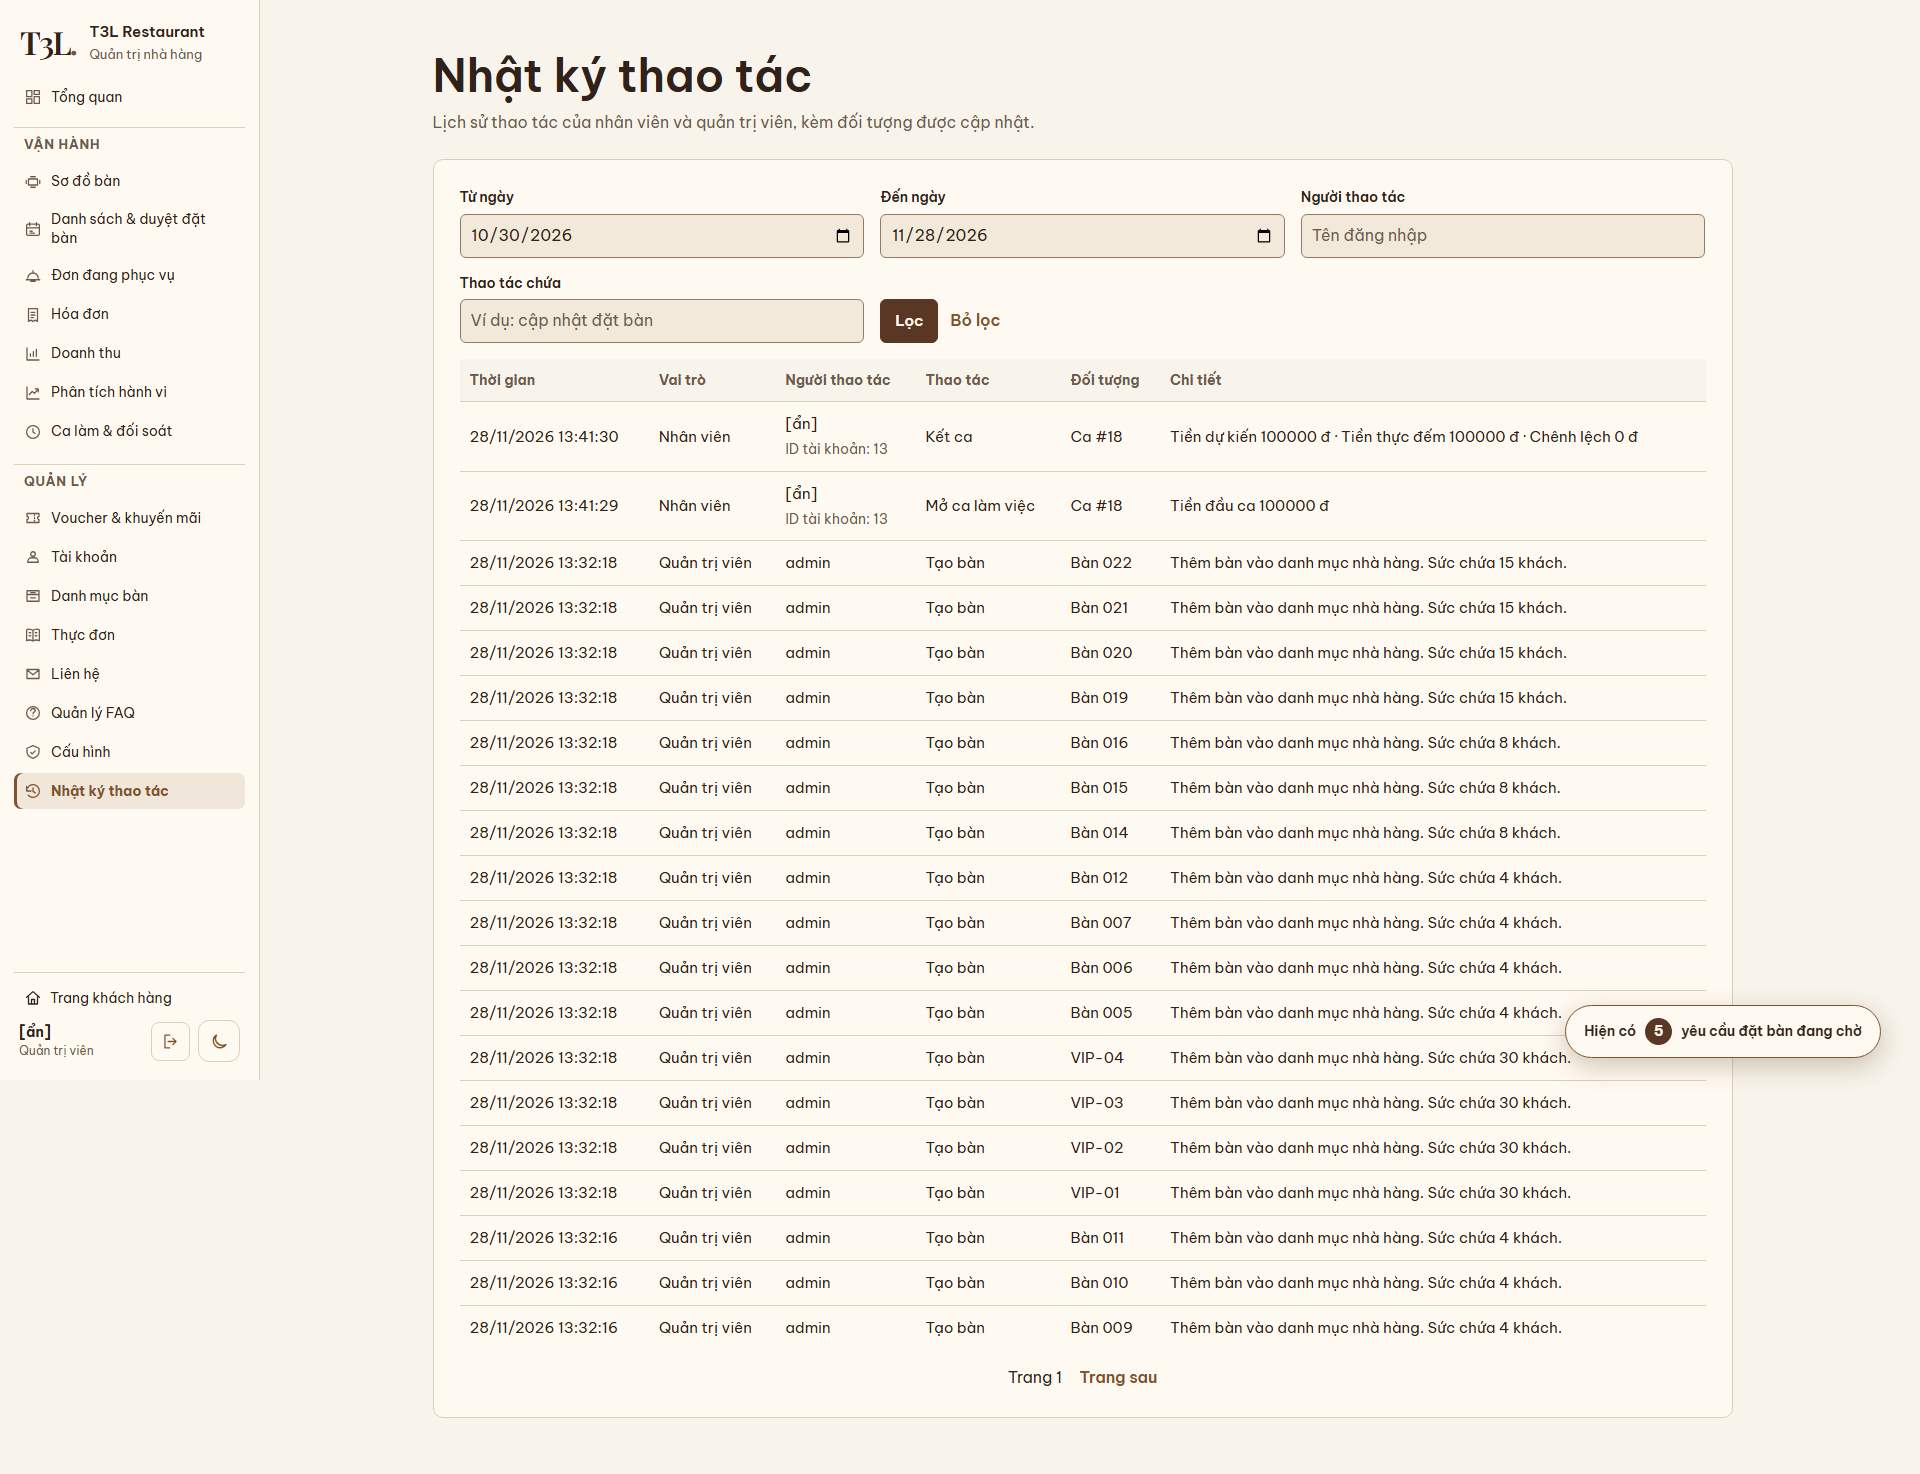 T3L.
T3L Restaurant
Quản trị nhà hàng
Tổng quan
VẬN HÀNH
Sơ đồ bàn
Danh sách & duyệt đặt
bàn
Đơn đang phục vụ
Hóa đơn
Doanh thu
Phân tích hành vi
Ca làm & đối soát
QUẢN LÝ
Voucher & khuyến mãi
Tài khoản
Danh mục bàn
Thực đơn
Liên hệ
Quản lý FAQ
Cấu hình
Nhật ký thao tác
Trang khách hàng
[ẩn]
Quản trị viên
Nhật ký thao tác
Lịch sử thao tác của nhân viên và quản trị viên, kèm đối tượng được cập nhật.
Từ ngày Đến ngày Người thao tác
10/30/2026 11/28/2026 Tên đăng nhập
Thao tác chứa
Ví dụ: cập nhật đặt bàn Lọc Bỏ lọc
Thời gian Vai trò Người thao tác Thao tác Đối tượng Chi tiết
28/11/2026 13:41:30 Nhân viên [ẩn] ID tài khoản: 13 Kết ca Ca #18 Tiền dự kiến 100000 đ · Tiền thực đếm 100000 đ · Chênh lệch 0 đ
28/11/2026 13:41:29 Nhân viên [ẩn] ID tài khoản: 13 Mở ca làm việc Ca #18 Tiền đầu ca 100000 đ
28/11/2026 13:32:18 Quản trị viên admin Tạo bàn Bàn 022 Thêm bàn vào danh mục nhà hàng. Sức chứa 15 khách.
28/11/2026 13:32:18 Quản trị viên admin Tạo bàn Bàn 021 Thêm bàn vào danh mục nhà hàng. Sức chứa 15 khách.
28/11/2026 13:32:18 Quản trị viên admin Tạo bàn Bàn 020 Thêm bàn vào danh mục nhà hàng. Sức chứa 15 khách.
28/11/2026 13:32:18 Quản trị viên admin Tạo bàn Bàn 019 Thêm bàn vào danh mục nhà hàng. Sức chứa 15 khách.
28/11/2026 13:32:18 Quản trị viên admin Tạo bàn Bàn 016 Thêm bàn vào danh mục nhà hàng. Sức chứa 8 khách.
28/11/2026 13:32:18 Quản trị viên admin Tạo bàn Bàn 015 Thêm bàn vào danh mục nhà hàng. Sức chứa 8 khách.
28/11/2026 13:32:18 Quản trị viên admin Tạo bàn Bàn 014 Thêm bàn vào danh mục nhà hàng. Sức chứa 8 khách.
28/11/2026 13:32:18 Quản trị viên admin Tạo bàn Bàn 012 Thêm bàn vào danh mục nhà hàng. Sức chứa 4 khách.
28/11/2026 13:32:18 Quản trị viên admin Tạo bàn Bàn 007 Thêm bàn vào danh mục nhà hàng. Sức chứa 4 khách.
28/11/2026 13:32:18 Quản trị viên admin Tạo bàn Bàn 006 Thêm bàn vào danh mục nhà hàng. Sức chứa 4 khách.
28/11/2026 13:32:18 Quản trị viên admin Tạo bàn Bàn 005 Thêm bàn vào danh mục nhà hàng. Sức chứa 4 khách.
28/11/2026 13:32:18 Quản trị viên admin Tạo bàn VIP-04 Thêm bàn vào danh mục nhà hàng. Sức chứa 30 khách.
28/11/2026 13:32:18 Quản trị viên admin Tạo bàn VIP-03 Thêm bàn vào danh mục nhà hàng. Sức chứa 30 khách.
28/11/2026 13:32:18 Quản trị viên admin Tạo bàn VIP-02 Thêm bàn vào danh mục nhà hàng. Sức chứa 30 khách.
28/11/2026 13:32:18 Quản trị viên admin Tạo bàn VIP-01 Thêm bàn vào danh mục nhà hàng. Sức chứa 30 khách.
28/11/2026 13:32:16 Quản trị viên admin Tạo bàn Bàn 011 Thêm bàn vào danh mục nhà hàng. Sức chứa 4 khách.
28/11/2026 13:32:16 Quản trị viên admin Tạo bàn Bàn 010 Thêm bàn vào danh mục nhà hàng. Sức chứa 4 khách.
28/11/2026 13:32:16 Quản trị viên admin Tạo bàn Bàn 009 Thêm bàn vào danh mục nhà hàng. Sức chứa 4 khách.
Trang 1 Trang sau
Hiện có 5 yêu cầu đặt bàn đang chờ